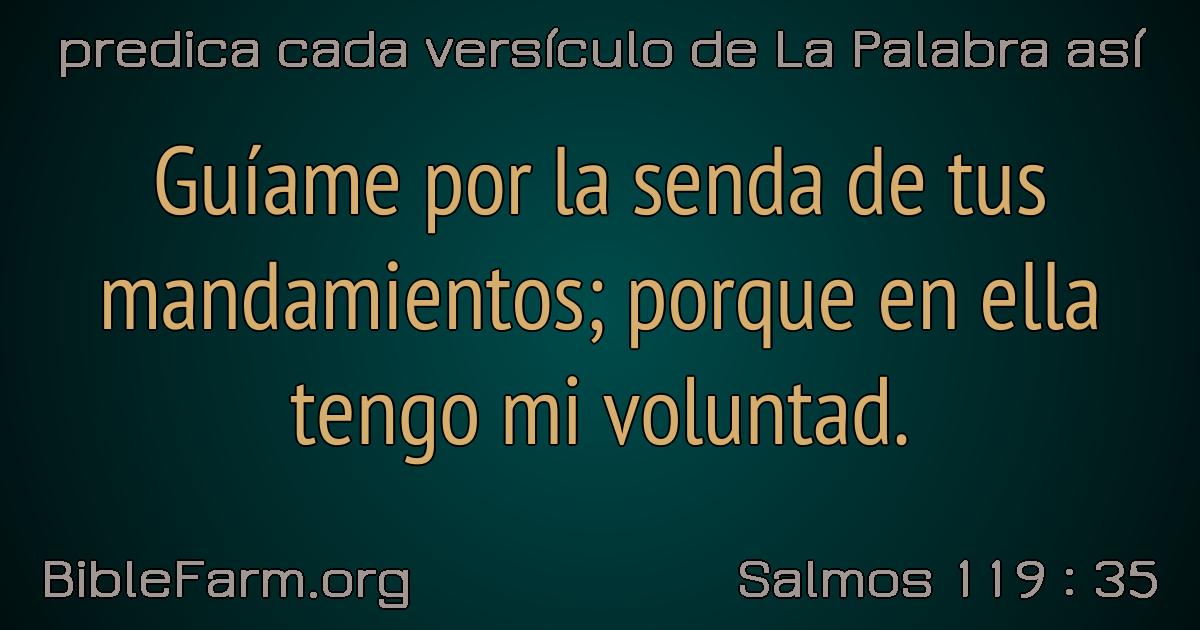 predica cada versículo de La Palabra así
Guíame por la senda de tus
mandamientos; porque en ella
tengo mi voluntad.
BibleFarm.org
Salmos 119 : 35